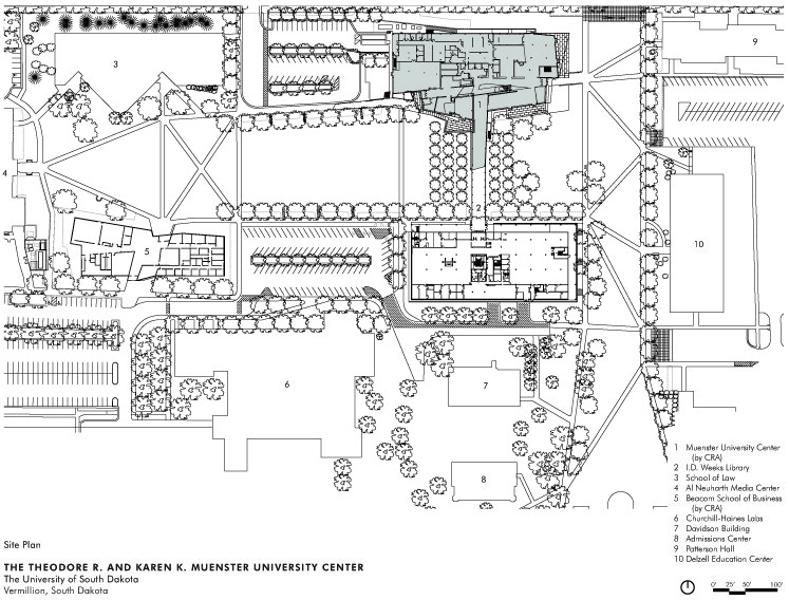 9
3
4
2
5
10
6
7
8
1 Muenster University Center
(by CRA)
2 I.D. Weeks Library
3 School of Law
4 Al Neuharth Media Center
5 Beacom School of Business
(by CRA)
6 Churchill-Haines Labs
7 Davidson Building
8 Admissions Center
9 Patterson Hall
10 Delzell Education Center
Site Plan
THE THEODORE R. AND KAREN K. MUENSTER UNIVERSITY CENTER
The University of South Dakota
Vermillion, South Dakota
0' 25' 50' 100'